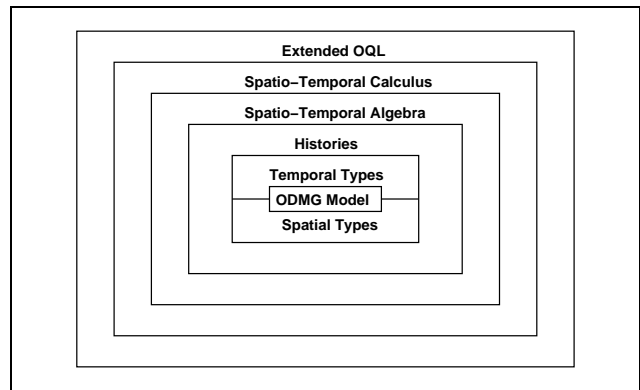 Extended OQL
Spatio–Temporal Calculus
Spatio–Temporal Algebra
Histories
Temporal Types
ODMG Model
Spatial Types